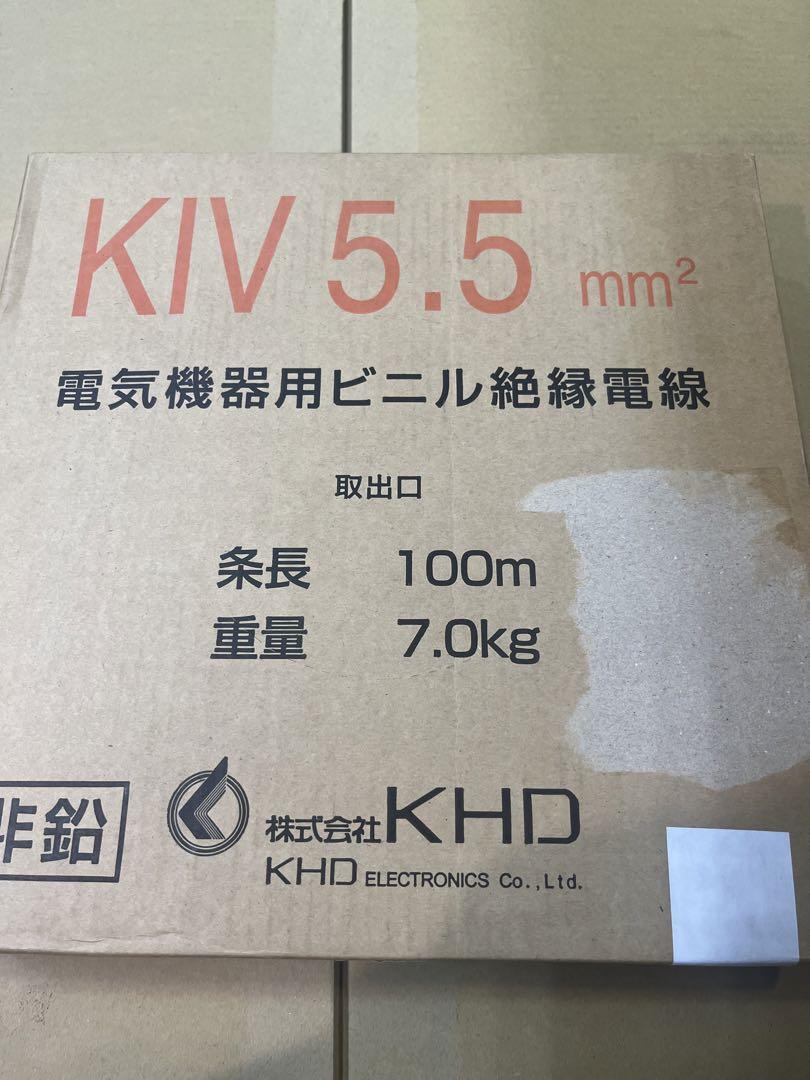 KIV 5.5 mm²
電気機器用ビニル絶縁電線
取出口
条長 100m
重量 7.0kg
非鉛
株式会社KHD
KHD ELECTRONICS Co.,Ltd.